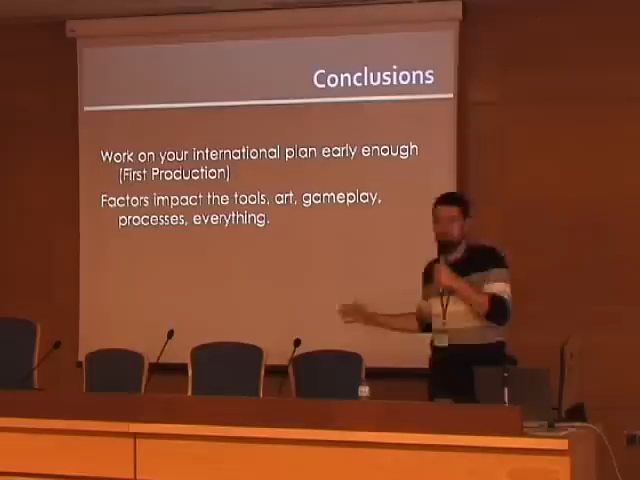 Conclusions
Work on your international plan early enough
(First Production)
Factors impact the tools, art, gameplay,
processes, everything.